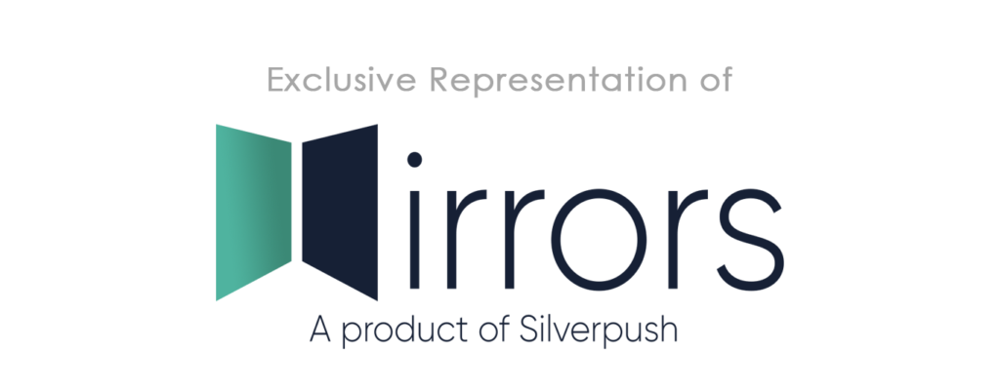 Exclusive Representation of
Mirrors
A product of Silverpush